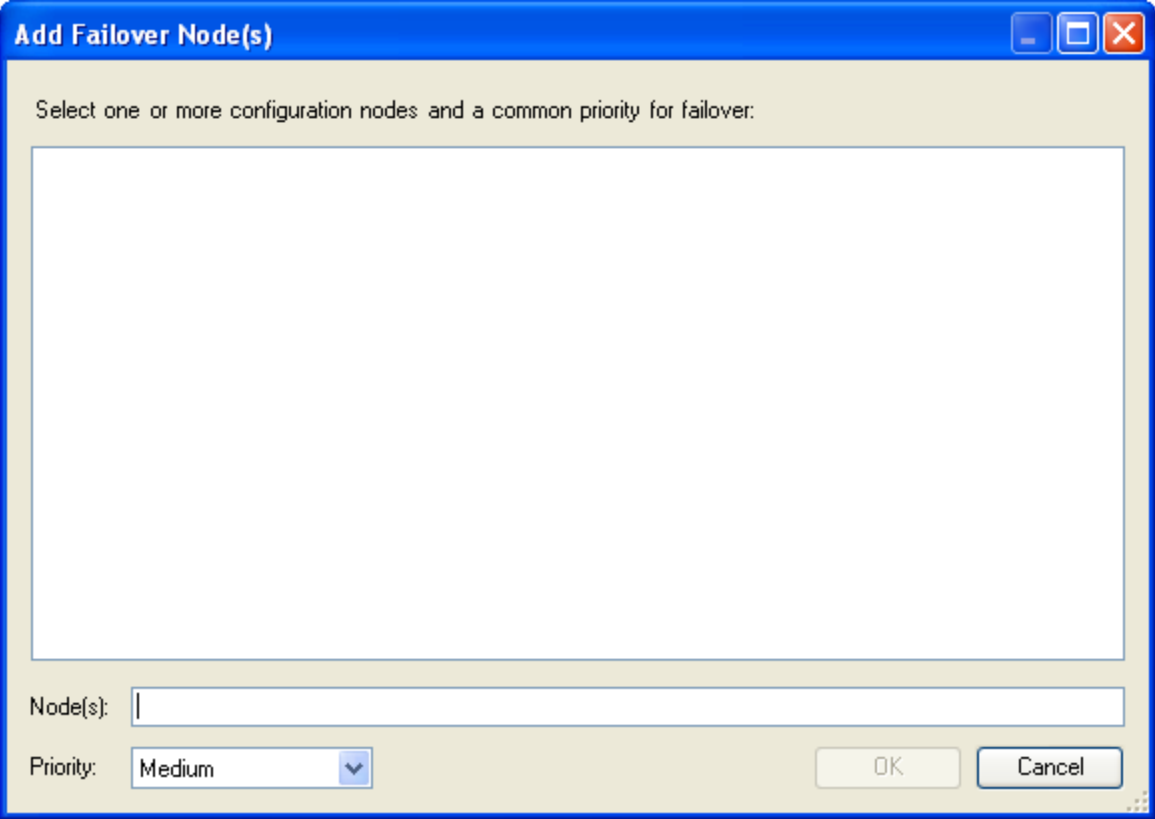 Add Failover Node(s)
Select one or more configuration nodes and a common priority for failover:
Node(s):
Priority: Medium OK Cancel